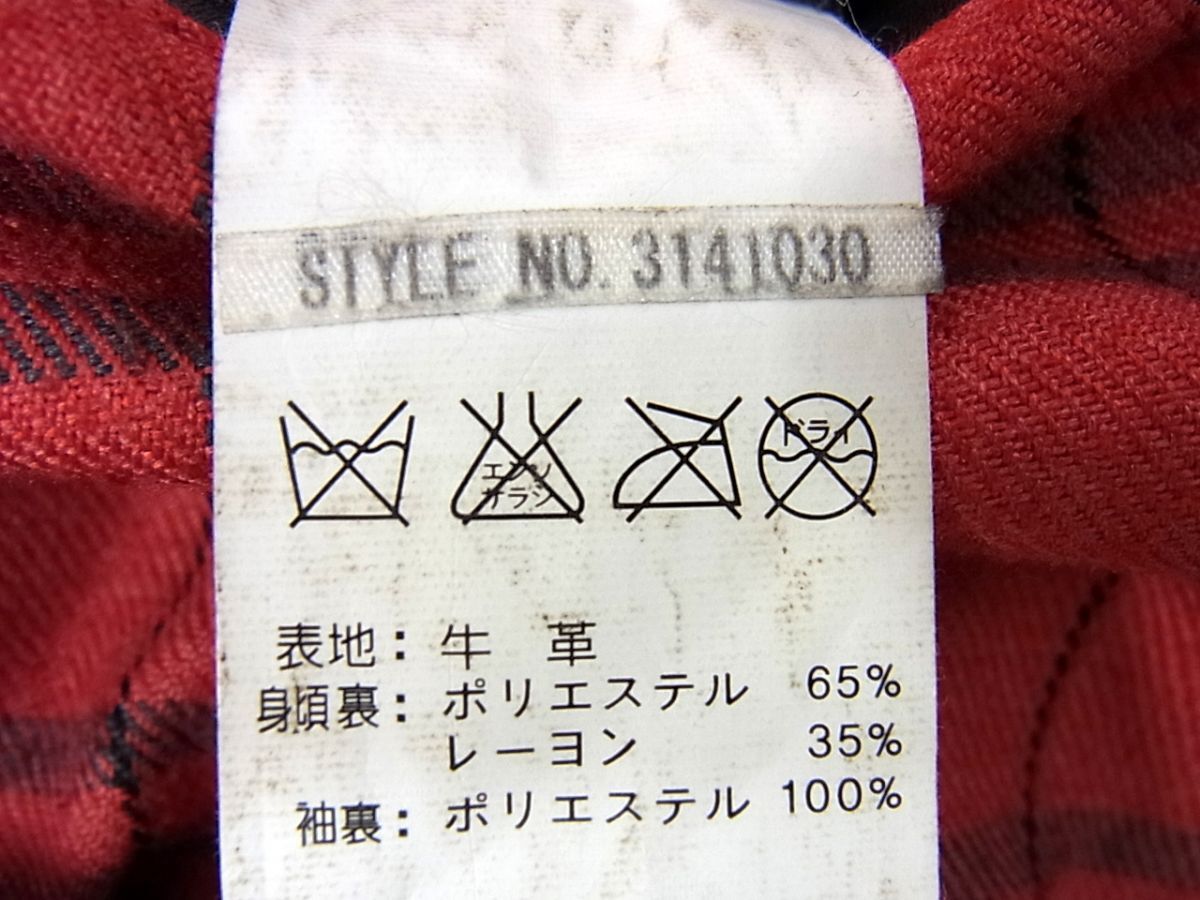 STYLE NO. 3141030
エンソ
サラシ
ドライ
表地：牛 革
身頃裏：ポリエステル 65%
レーヨン 35%
袖裏：ポリエステル 100%